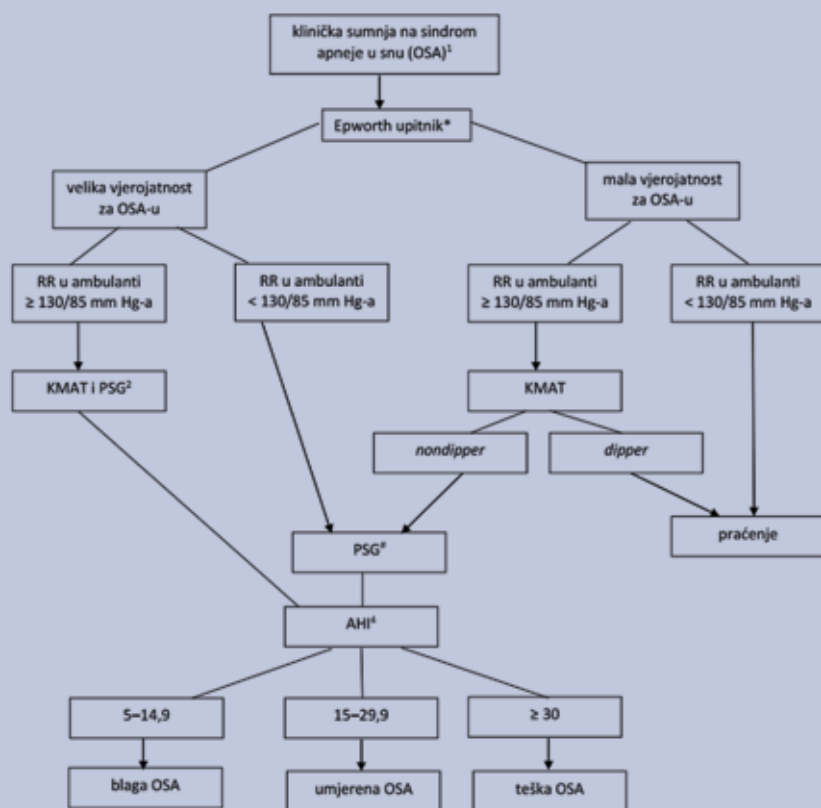 klinička sumnja na sindrom
apneje u snu (OSA)¹
Epworth upitnik*
velika vjerojatnost
za OSA-u
mala vjerojatnost
za OSA-u
RR u ambulanti
≥ 130/85 mm Hg-a
RR u ambulanti
< 130/85 mm Hg-a
RR u ambulanti
≥ 130/85 mm Hg-a
RR u ambulanti
< 130/85 mm Hg-a
KMAT i PSG²
KMAT
nondipper
dipper
PSG#
praćenje
AHI⁴
5–14,9
15–29,9
≥ 30
blaga OSA
umjerena OSA
teška OSA